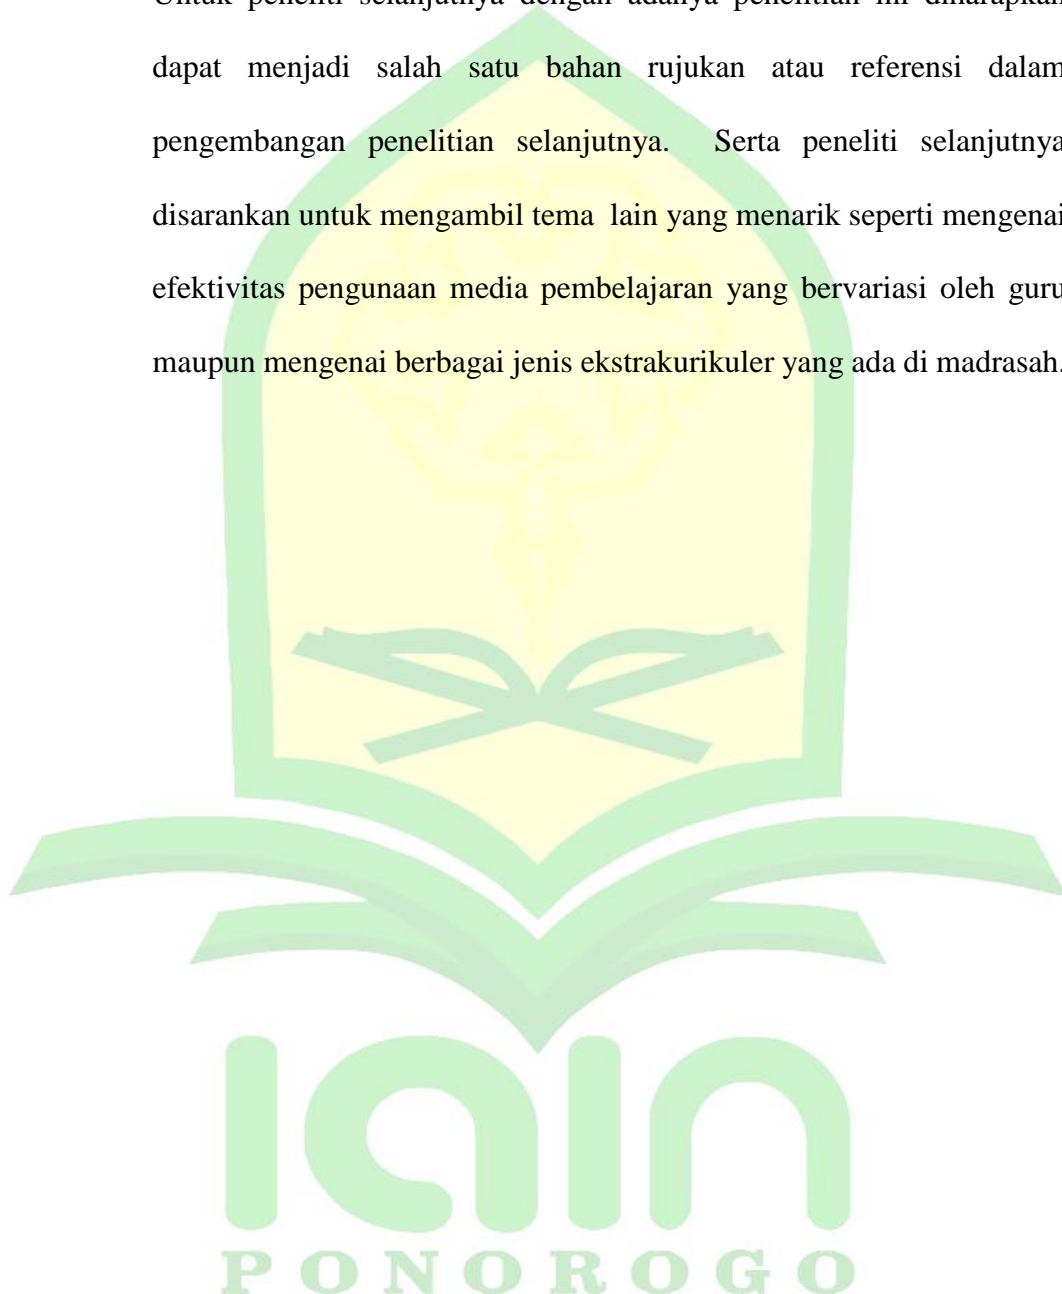 Untuk peneliti selanjutnya dengan adanya penelitian ini diharapkan
dapat menjadi salah satu bahan rujukan atau referensi dalam
pengembangan penelitian selanjutnya. Serta peneliti selanjutnya
disarankan untuk mengambil tema lain yang menarik seperti mengenai
efektivitas pengunaan media pembelajaran yang bervariasi oleh guru
maupun mengenai berbagai jenis ekstrakurikuler yang ada di madrasah.
iain
PONOROGO